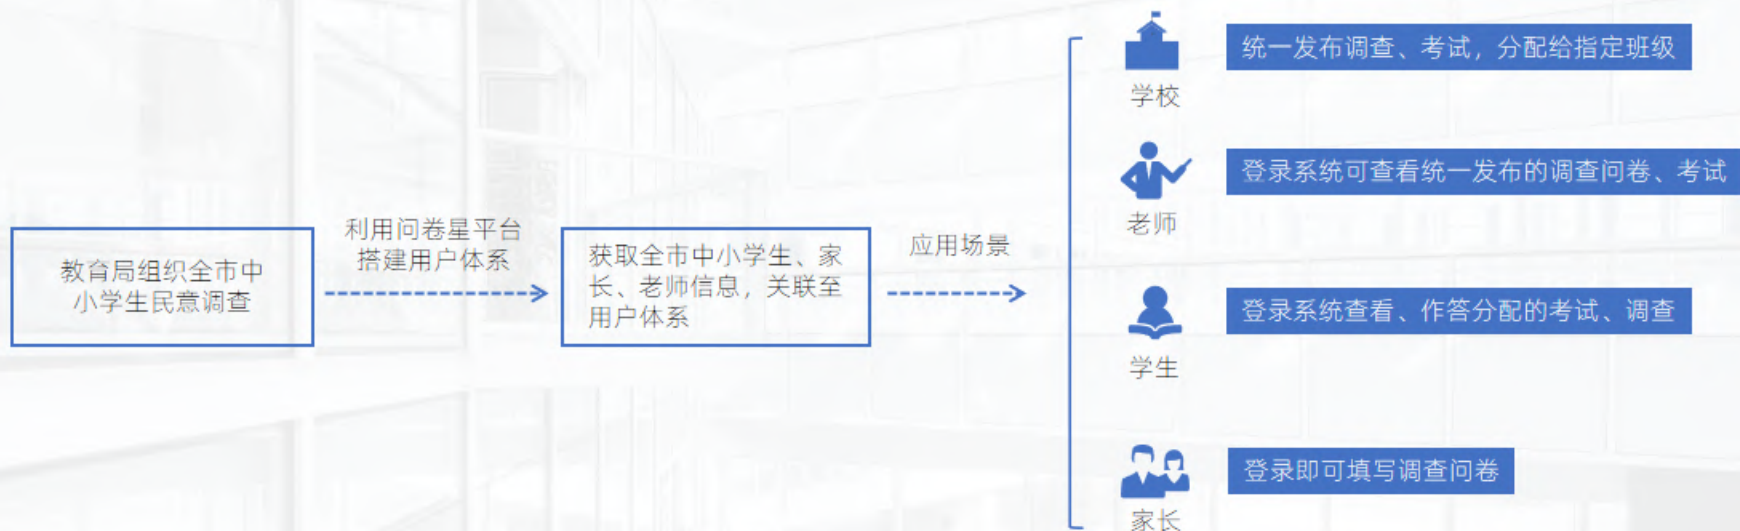 教育局组织全市中
小学生民意调查
利用问卷星平台
搭建用户体系
获取全市中小学生、家
长、老师信息，关联至
用户体系
应用场景
学校
统一发布调查、考试，分配给指定班级
老师
登录系统可查看统一发布的调查问卷、考试
学生
登录系统查看、作答分配的考试、调查
家长
登录即可填写调查问卷